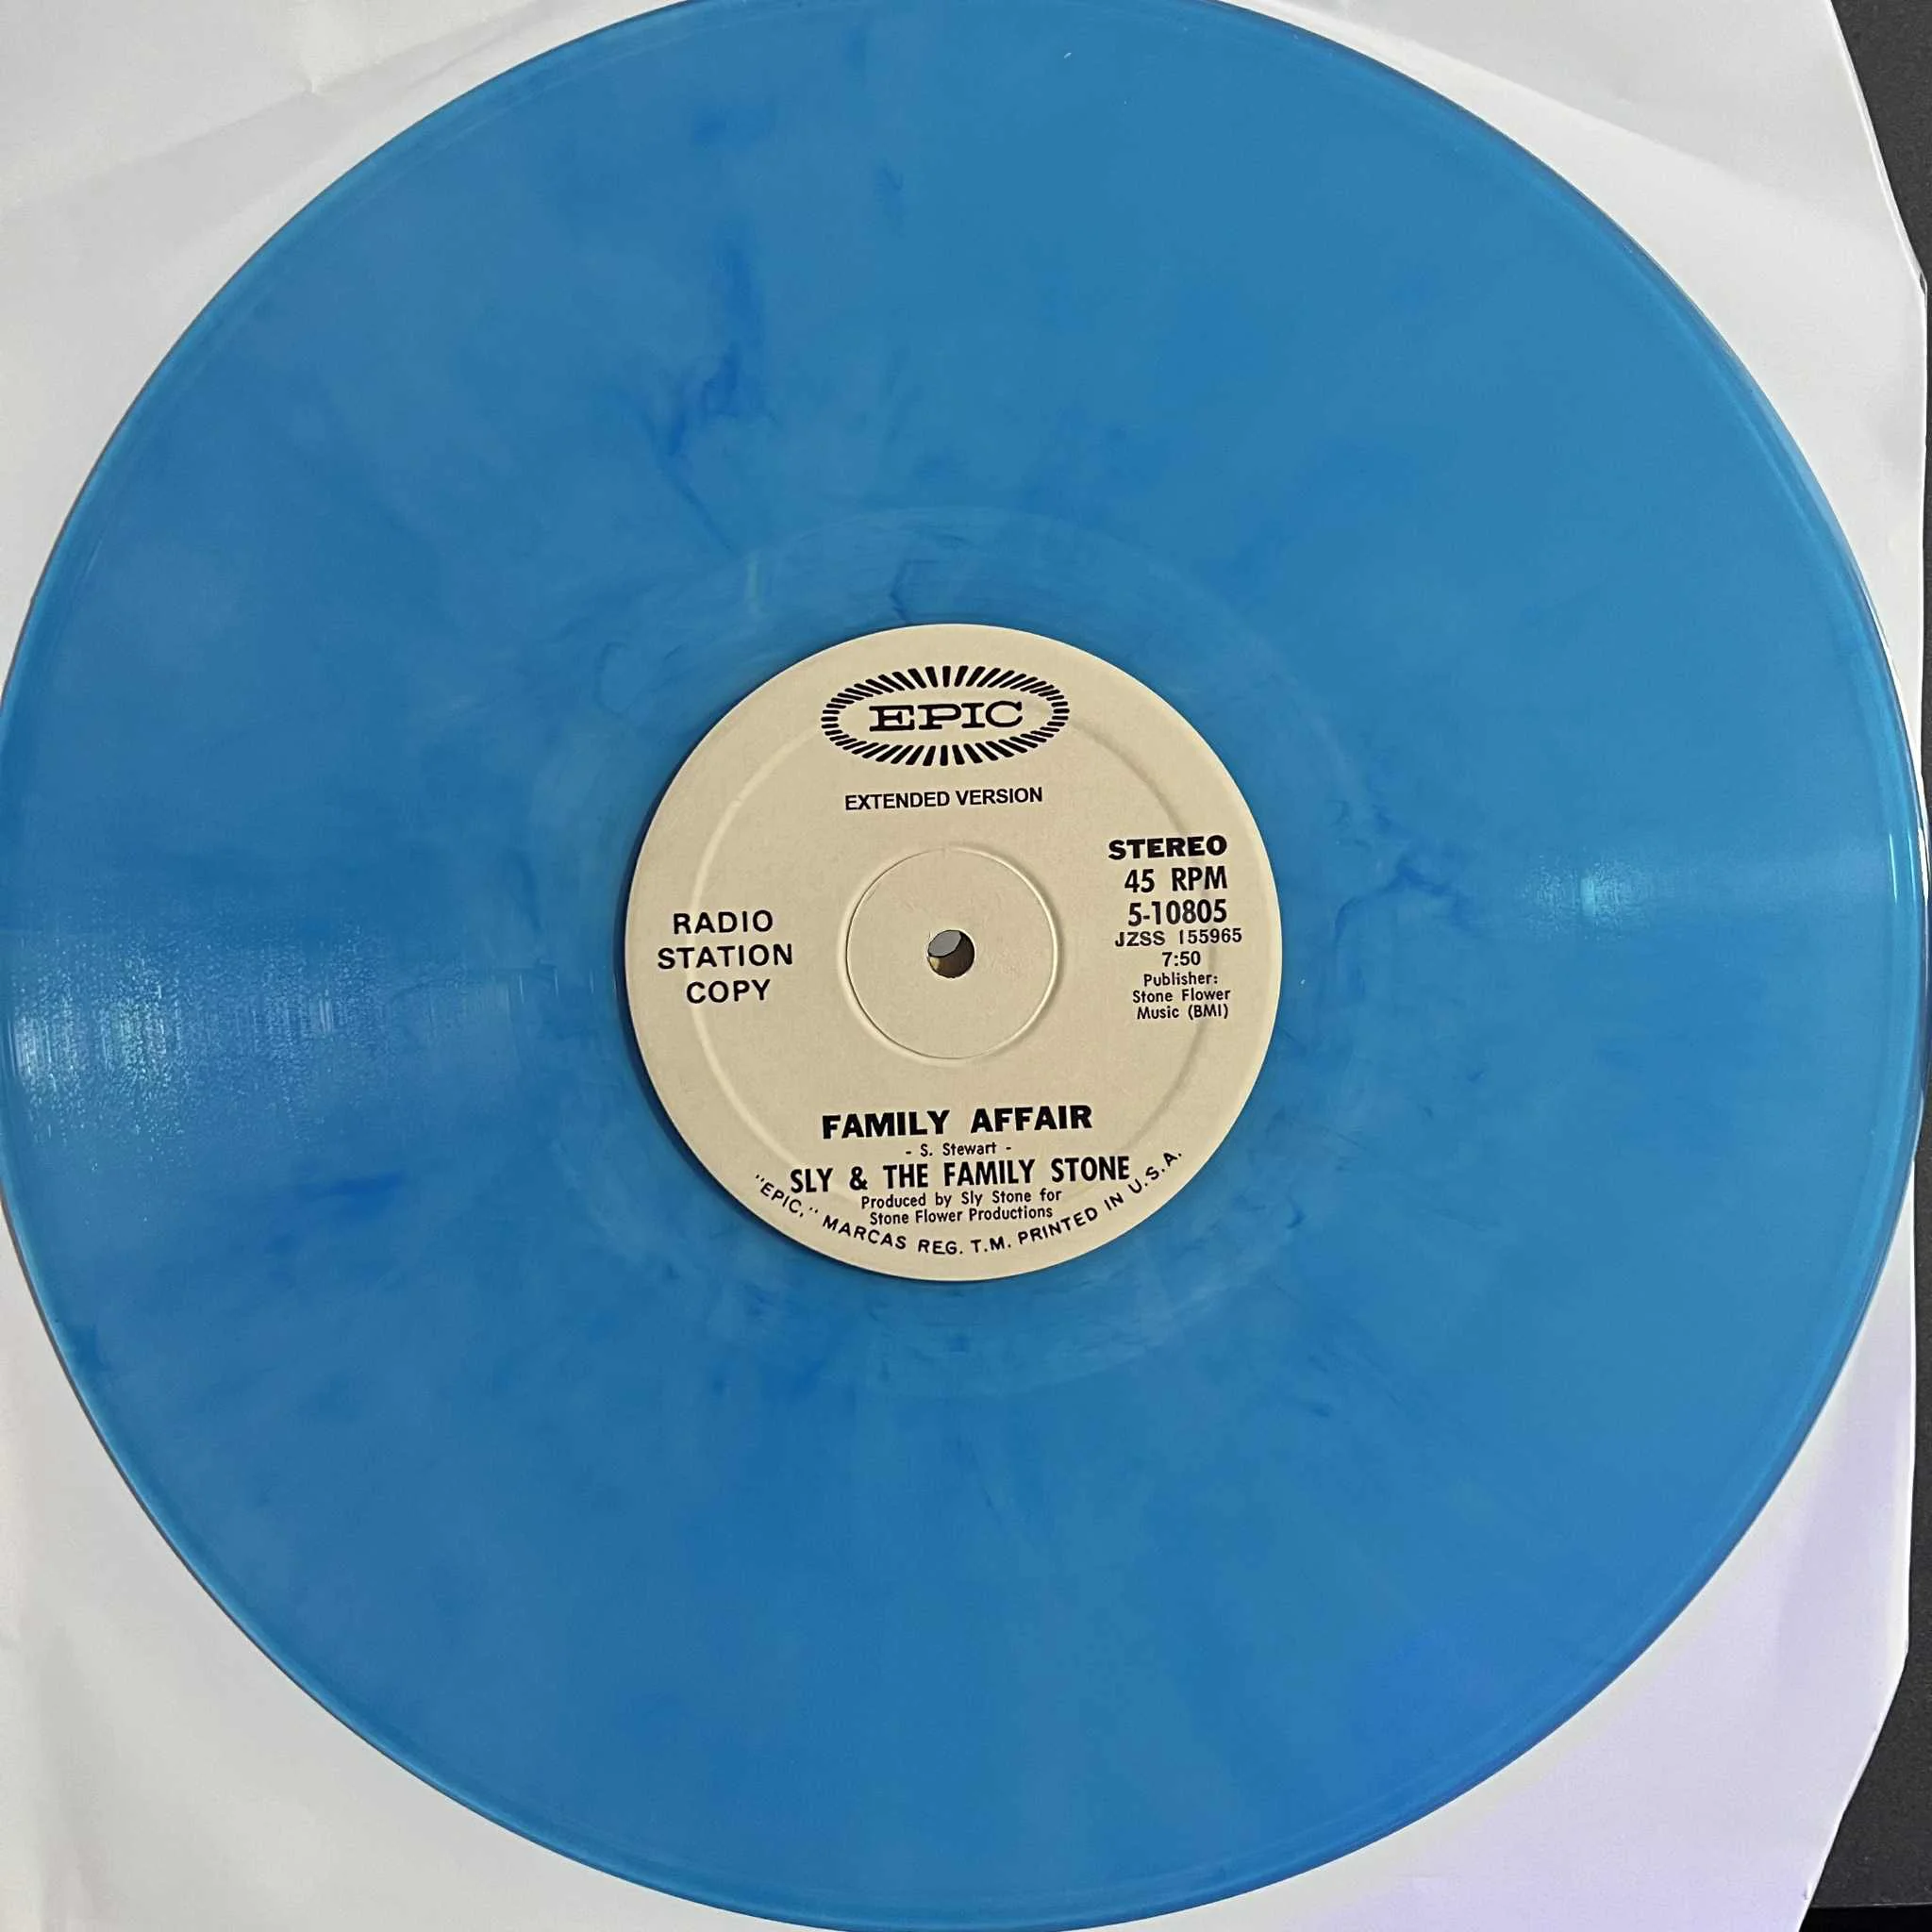 EPIC
EXTENDED VERSION
STEREO
45 RPM
5-10805
JZSS 155965
7:50
Publisher:
Stone Flower
Music (BMI)
RADIO
STATION
COPY
FAMILY AFFAIR
- S. Stewart -
SLY & THE FAMILY STONE
Produced by Sly Stone for
Stone Flower Productions
"EPIC," MARCAS REG. T.M. PRINTED IN U.S.A.